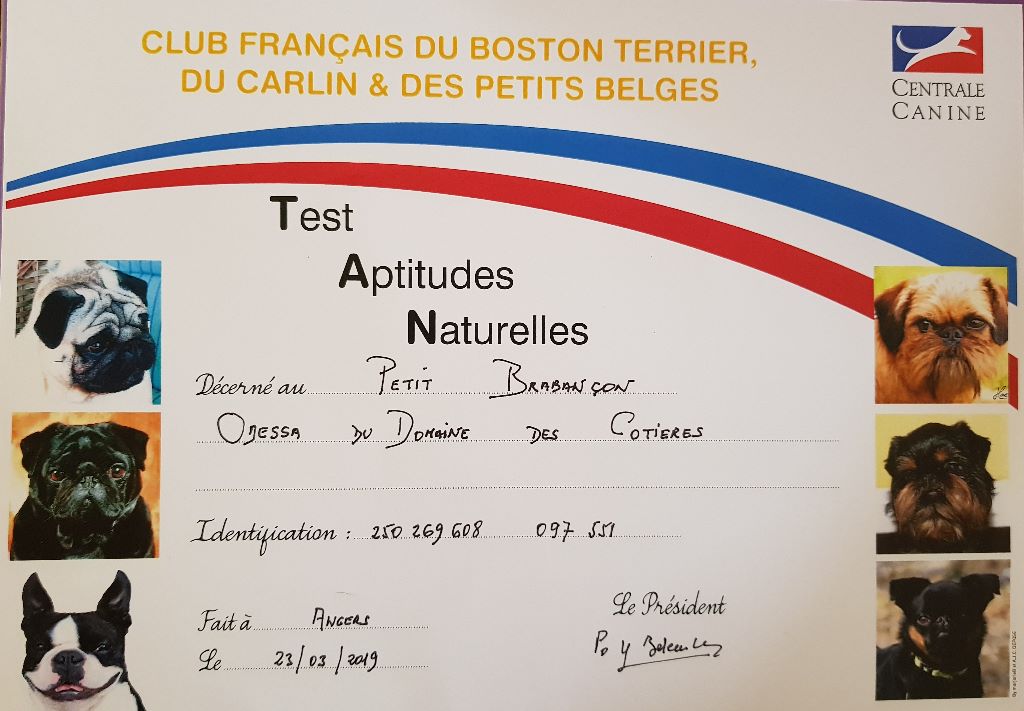 CLUB FRANÇAIS DU BOSTON TERRIER,
DU CARLIN & DES PETITS BELGES
CENTRALE
CANINE
Test
Aptitudes
Naturelles
Décerné au PETIT BRABANÇON
ODESSA DU DOMAINE DES COTIERES
Identification : 250 269 608 097 551
Fait à ANGERS
Le 23/03/2019
Le Président